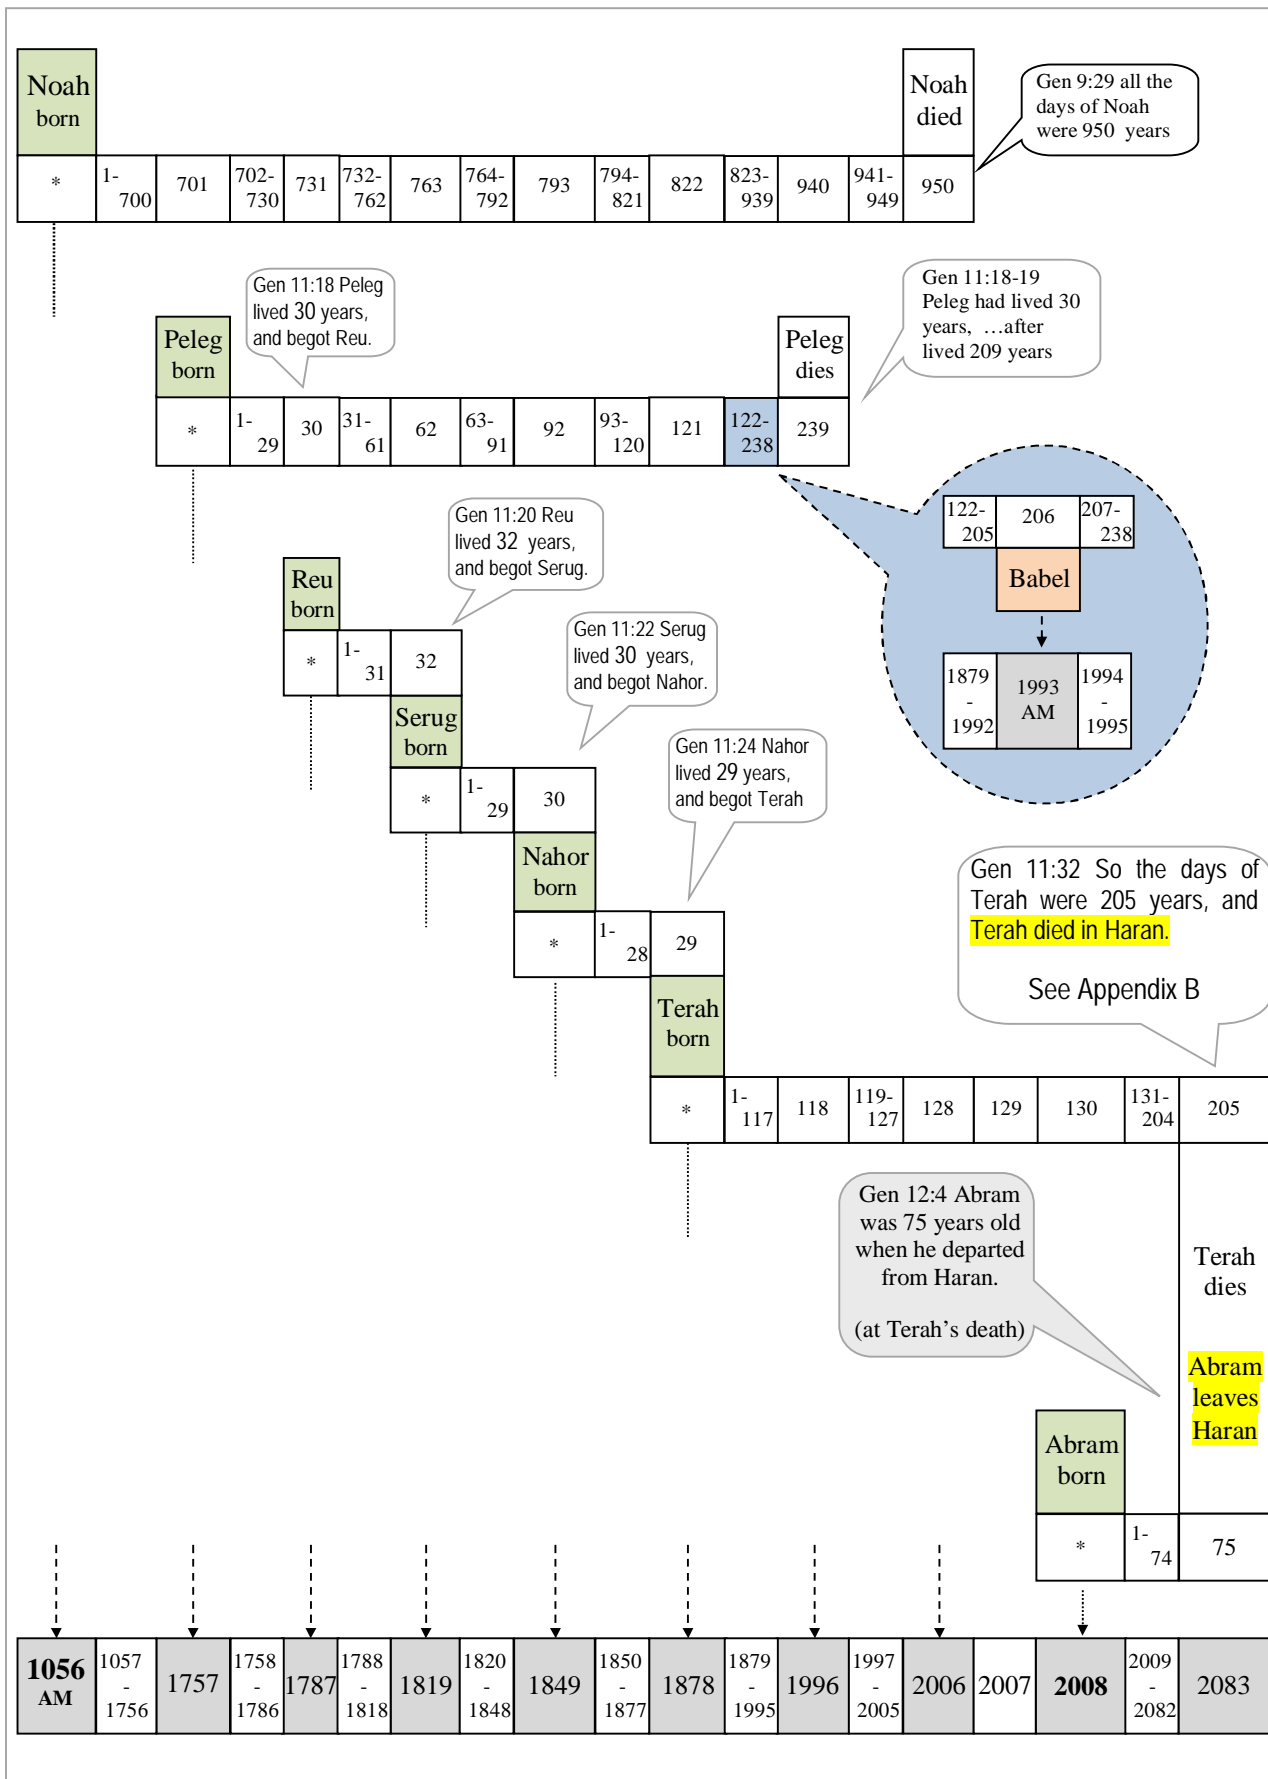 Noah
born
Noah
died
Gen 9:29 all the
days of Noah
were 950 years
* 1-700 701 702-730 731 732-762 763 764-792 793 794-821 822 823-939 940 941-949 950
Gen 11:18 Peleg
lived 30 years,
and begot Reu.
Gen 11:18-19
Peleg had lived 30
years, …after
lived 209 years
Peleg
born
Peleg
dies
* 1-29 30 31-61 62 63-91 92 93-120 121 122-238 239
122-205 206 207-238
Babel
1879-1992 1993 AM 1994-1995
Gen 11:20 Reu
lived 32 years,
and begot Serug.
Reu
born
* 1-31 32
Gen 11:22 Serug
lived 30 years,
and begot Nahor.
Serug
born
* 1-29 30
Gen 11:24 Nahor
lived 29 years,
and begot Terah
Nahor
born
* 1-28 29
Gen 11:32 So the days of
Terah were 205 years, and
Terah died in Haran.
See Appendix B
Terah
born
* 1-117 118 119-127 128 129 130 131-204 205
Gen 12:4 Abram
was 75 years old
when he departed
from Haran.
(at Terah’s death)
Terah
dies
Abram
leaves
Haran
Abram
born
* 1-74 75
1056 AM 1057-1756 1757 1758-1786 1787 1788-1818 1819 1820-1848 1849 1850-1877 1878 1879-1995 1996 1997-2005 2006 2007 2008 2009-2082 2083